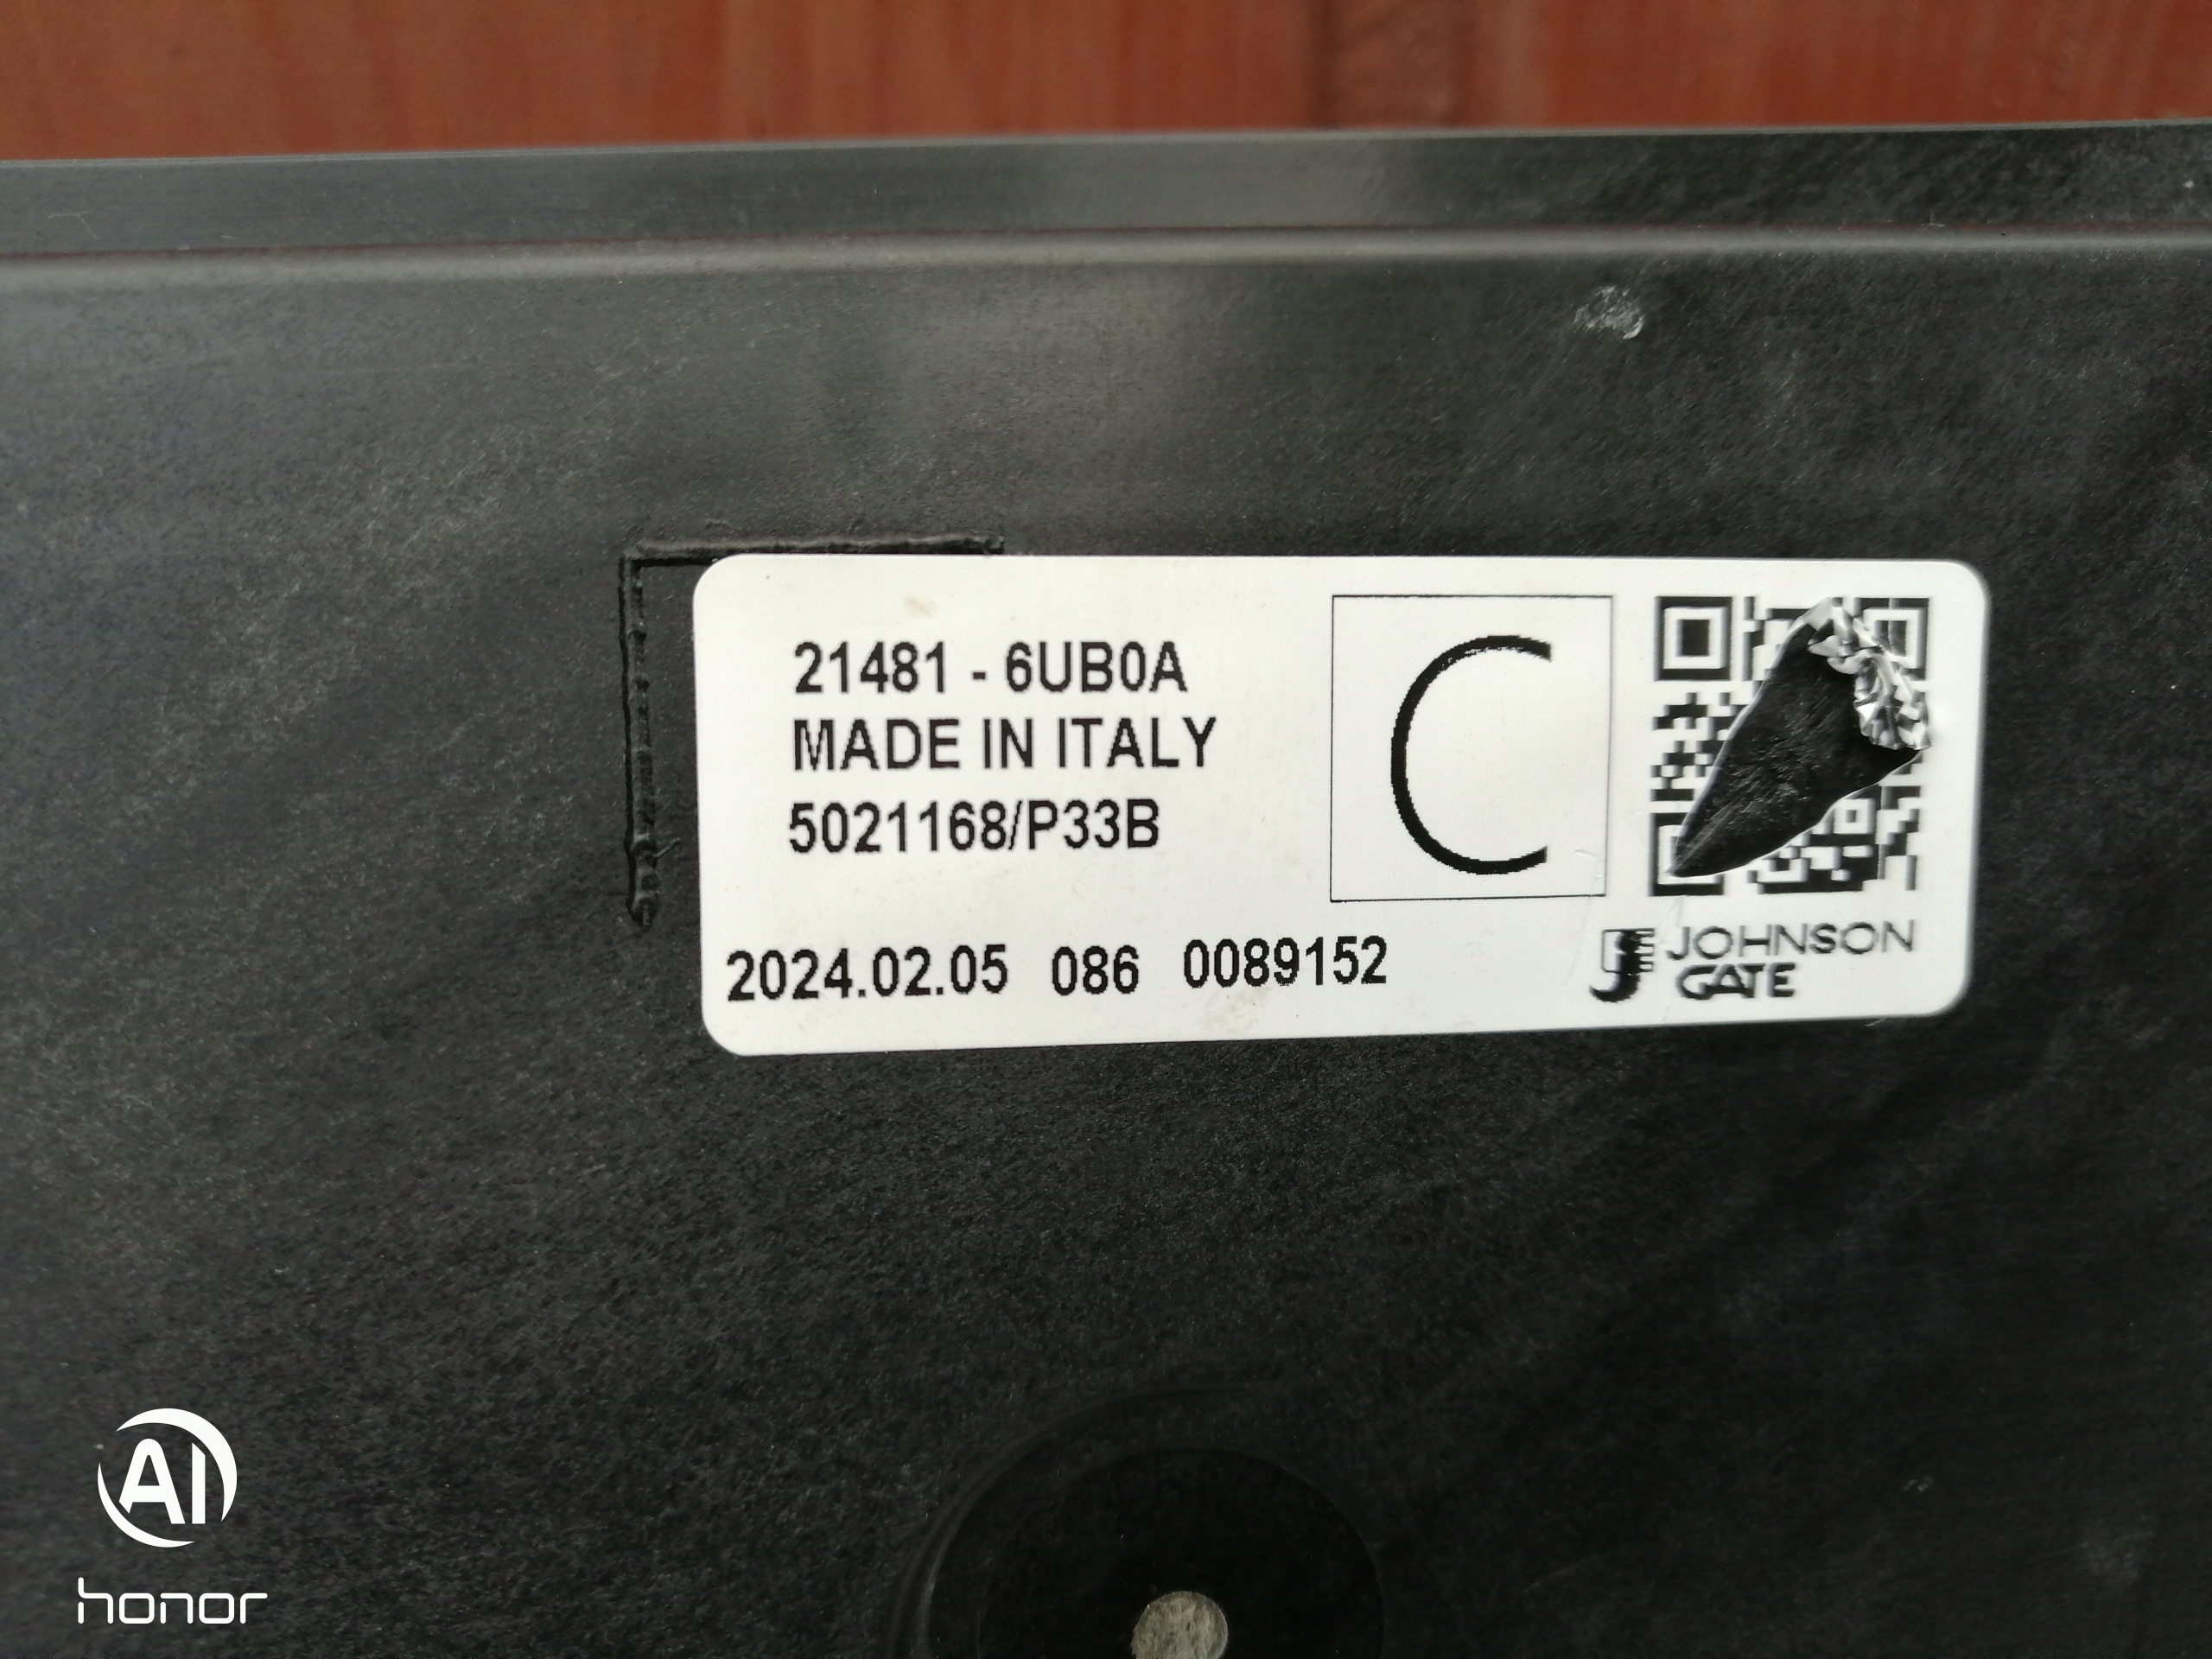 21481 - 6UB0A
MADE IN ITALY
5021168/P33B
C
2024.02.05 086 0089152
JOHNSON
GATE
AI
honor